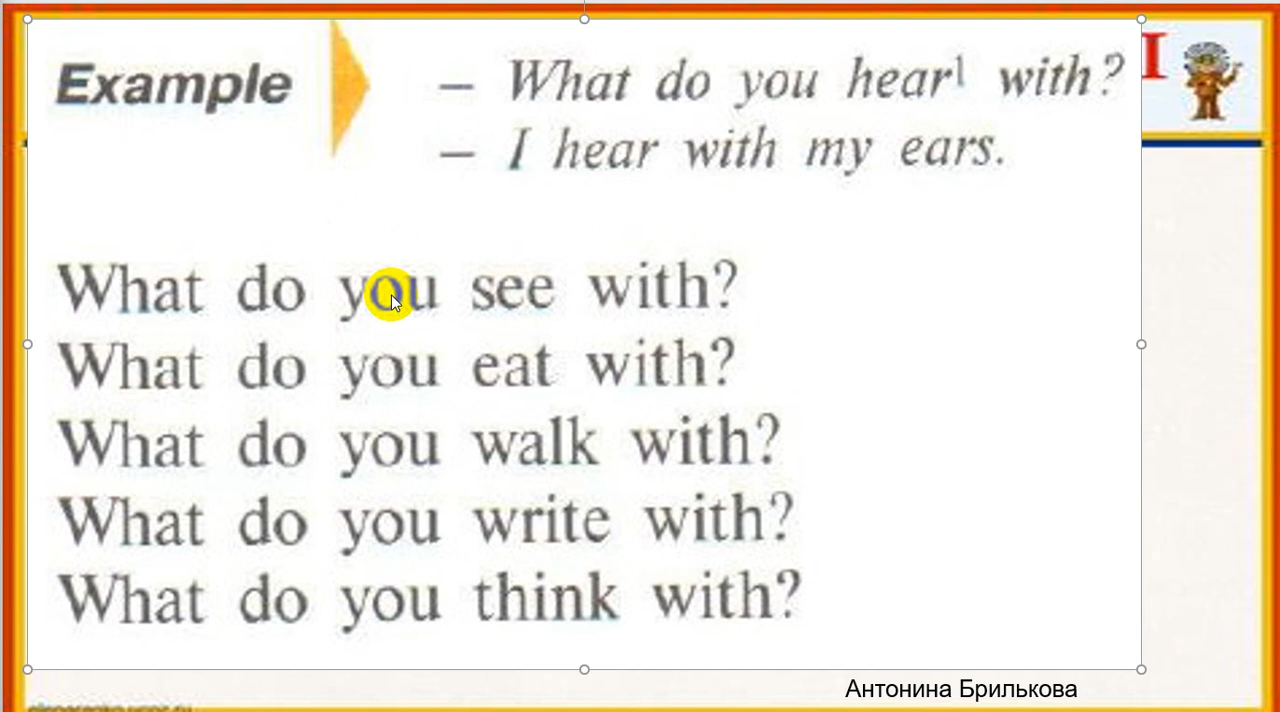 Example
– What do you hear¹ with?
– I hear with my ears.
What do you see with?
What do you eat with?
What do you walk with?
What do you write with?
What do you think with?
I
Антонина Брилькова